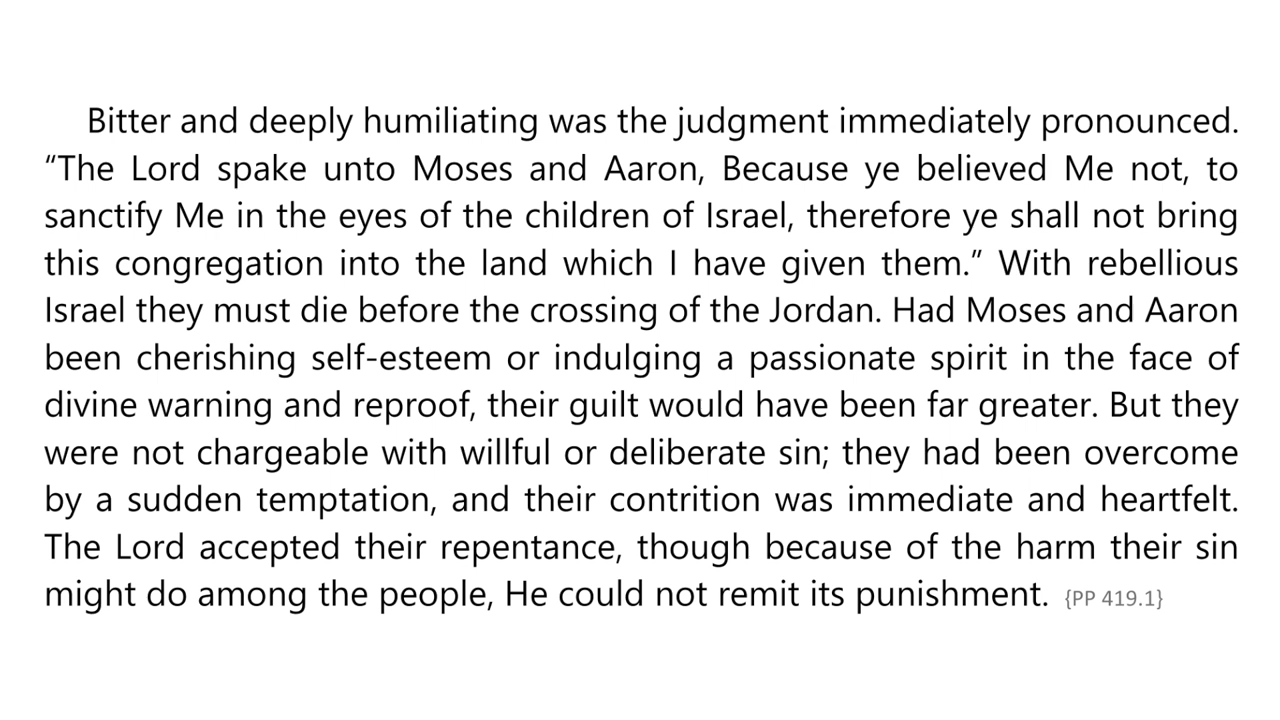 Bitter and deeply humiliating was the judgment immediately pronounced.
“The Lord spake unto Moses and Aaron, Because ye believed Me not, to
sanctify Me in the eyes of the children of Israel, therefore ye shall not bring
this congregation into the land which I have given them.” With rebellious
Israel they must die before the crossing of the Jordan. Had Moses and Aaron
been cherishing self-esteem or indulging a passionate spirit in the face of
divine warning and reproof, their guilt would have been far greater. But they
were not chargeable with willful or deliberate sin; they had been overcome
by a sudden temptation, and their contrition was immediate and heartfelt.
The Lord accepted their repentance, though because of the harm their sin
might do among the people, He could not remit its punishment. {PP 419.1}